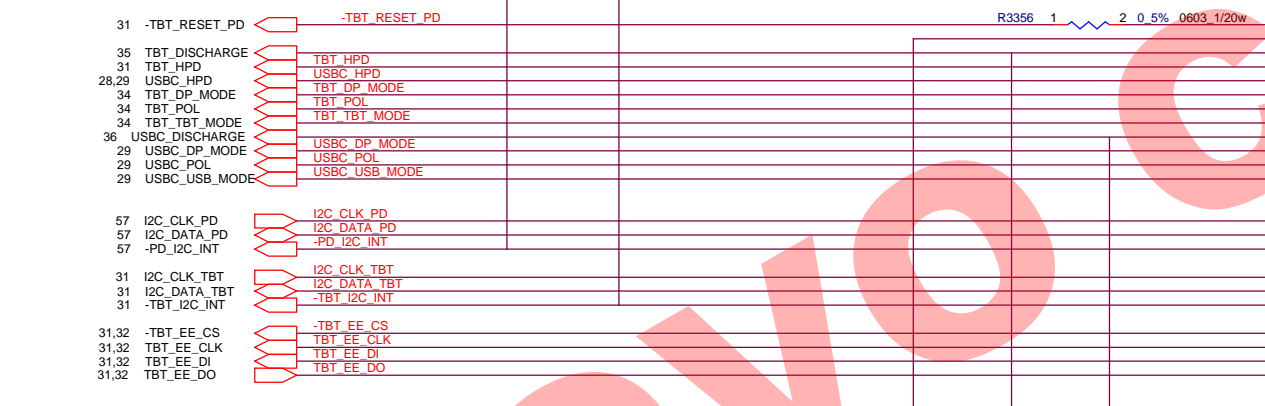 31 -TBT_RESET_PD -TBT_RESET_PD R3356 1 2 0_5% 0603_1/20w
35 TBT_DISCHARGE
31 TBT_HPD TBT_HPD
28,29 USBC_HPD USBC_HPD
34 TBT_DP_MODE TBT_DP_MODE
34 TBT_POL TBT_POL
34 TBT_TBT_MODE TBT_TBT_MODE
36 USBC_DISCHARGE
29 USBC_DP_MODE USBC_DP_MODE
29 USBC_POL USBC_POL
29 USBC_USB_MODE USBC_USB_MODE
57 I2C_CLK_PD I2C_CLK_PD
57 I2C_DATA_PD I2C_DATA_PD
57 -PD_I2C_INT -PD_I2C_INT
31 I2C_CLK_TBT I2C_CLK_TBT
31 I2C_DATA_TBT I2C_DATA_TBT
31 -TBT_I2C_INT -TBT_I2C_INT
31,32 -TBT_EE_CS -TBT_EE_CS
31,32 TBT_EE_CLK TBT_EE_CLK
31,32 TBT_EE_DI TBT_EE_DI
31,32 TBT_EE_DO TBT_EE_DO